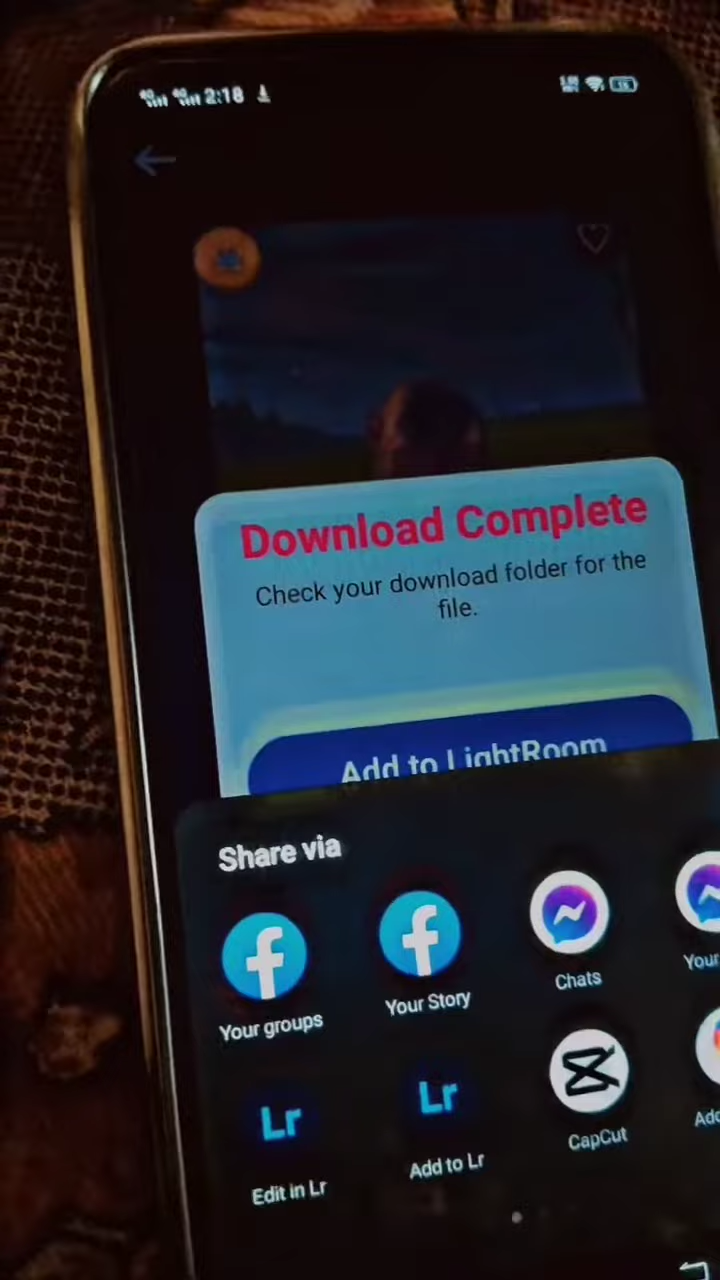 2:18
Download Complete
Check your download folder for the
file.
Add to LightRoom
Share via
Your groups
Your Story
Chats
Your
Lr
Lr
Edit in Lr
Add to Lr
CapCut